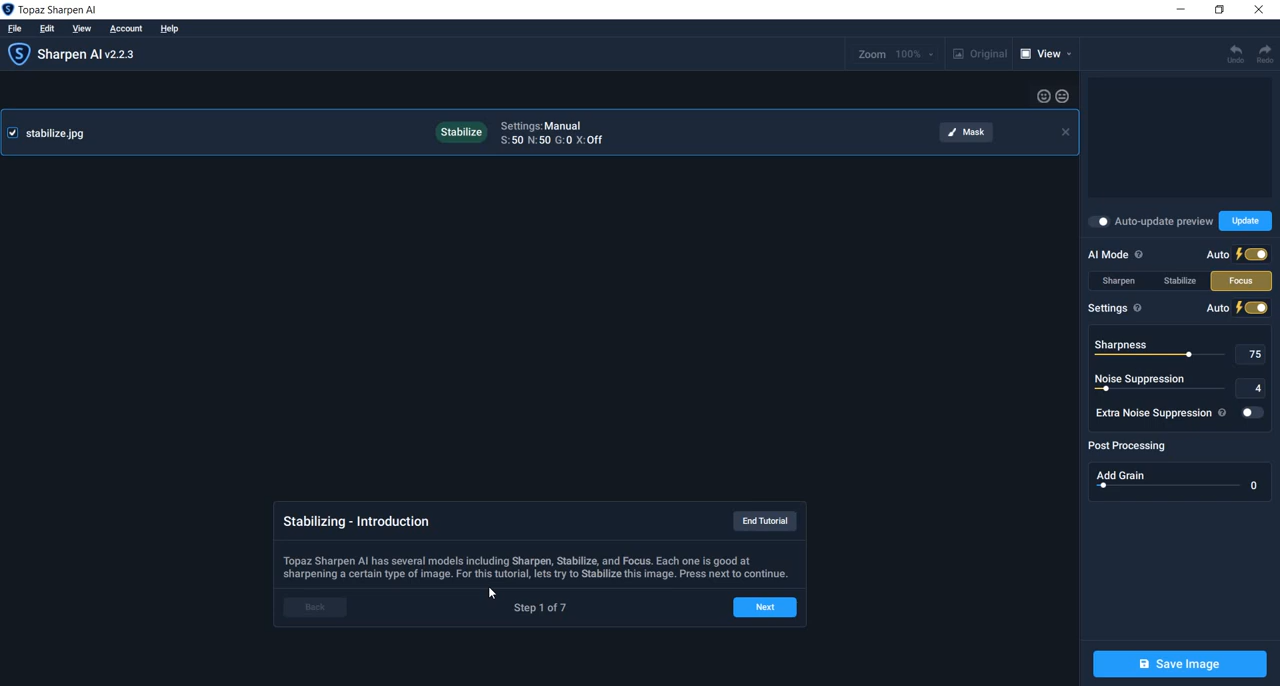 Topaz Sharpen AI
File Edit View Account Help
Sharpen AI v2.2.3
Zoom 100% Original View Undo Redo
stabilize.jpg
Stabilize
Settings: Manual
S:50 N:50 G:0 X:Off
Mask
Auto-update preview Update
AI Mode Auto
Sharpen Stabilize Focus
Settings Auto
Sharpness
75
Noise Suppression
4
Extra Noise Suppression
Post Processing
Add Grain
0
Stabilizing - Introduction End Tutorial
Topaz Sharpen AI has several models including Sharpen, Stabilize, and Focus. Each one is good at
sharpening a certain type of image. For this tutorial, lets try to Stabilize this image. Press next to continue.
Back Step 1 of 7 Next
Save Image